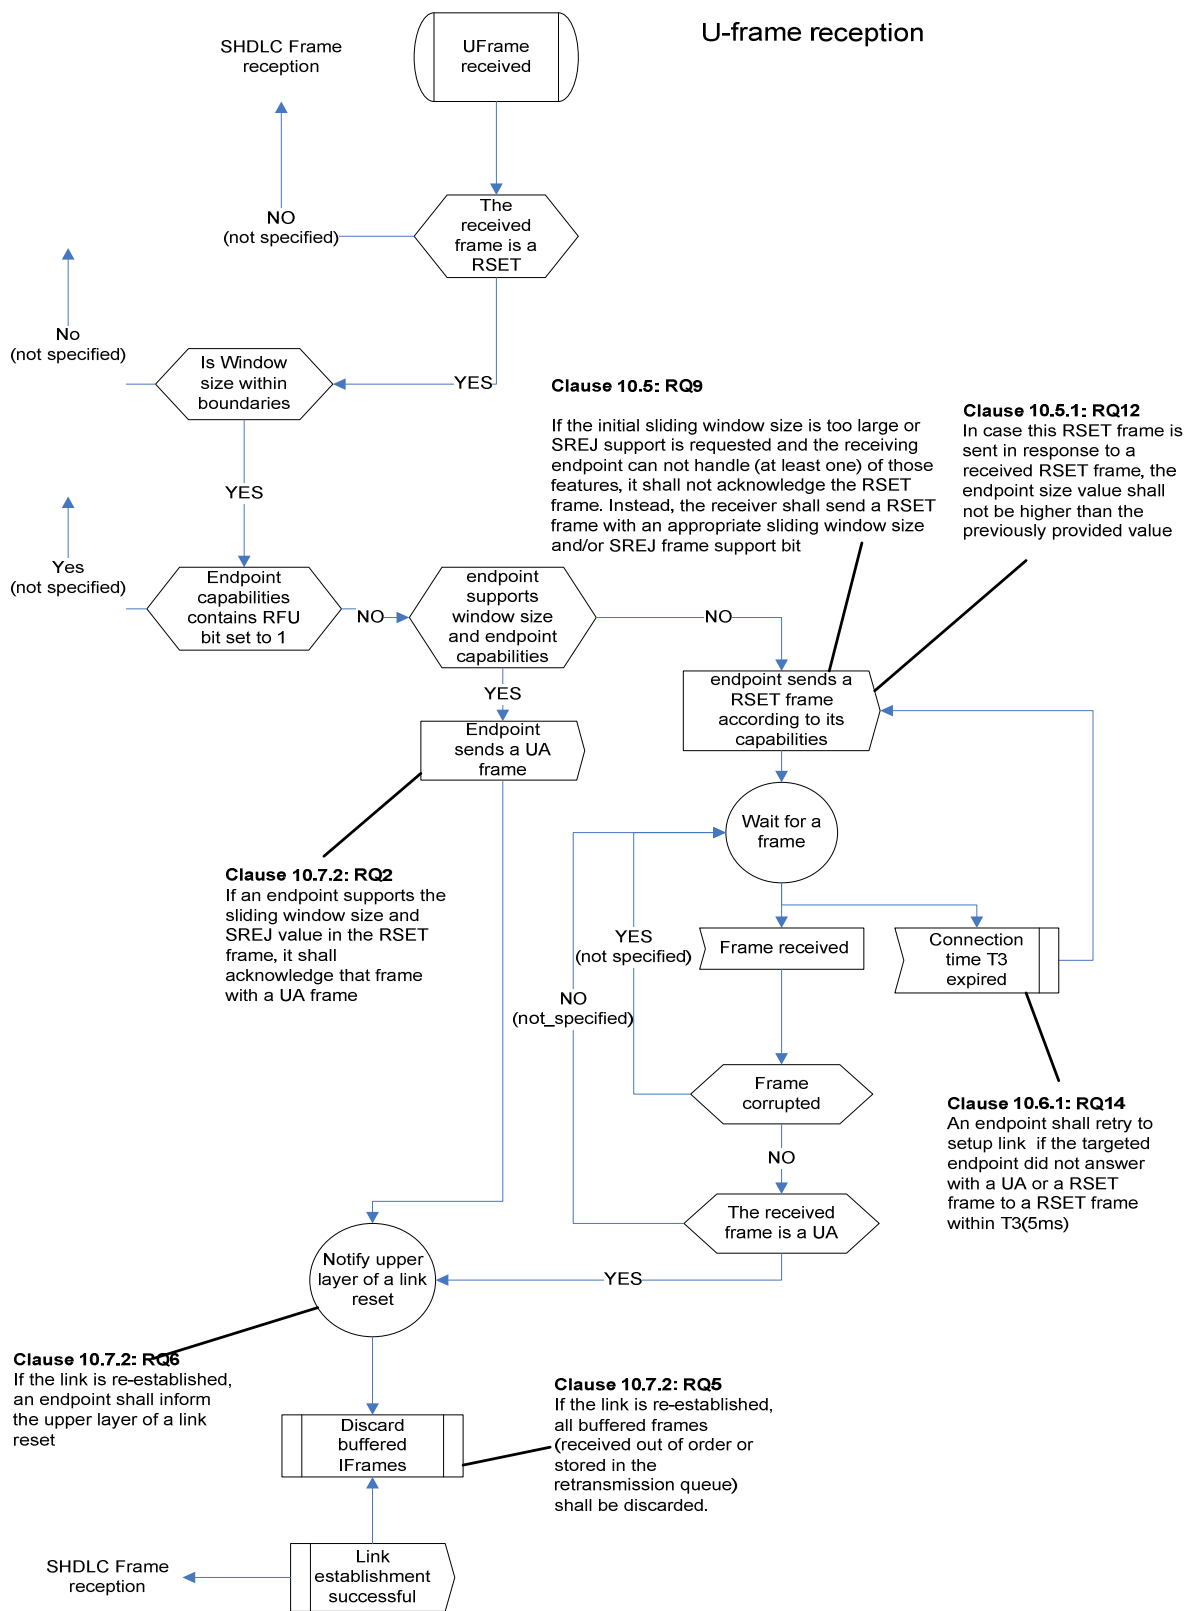 U-frame reception
SHDLC Frame
reception
UFrame
received
The
received
frame is a
RSET
NO
(not specified)
No
(not specified)
Is Window
size within
boundaries
YES
YES
Clause 10.5: RQ9
If the initial sliding window size is too large or
SREJ support is requested and the receiving
endpoint can not handle (at least one) of those
features, it shall not acknowledge the RSET
frame. Instead, the receiver shall send a RSET
frame with an appropriate sliding window size
and/or SREJ frame support bit
Clause 10.5.1: RQ12
In case this RSET frame is
sent in response to a
received RSET frame, the
endpoint size value shall
not be higher than the
previously provided value
Yes
(not specified)
Endpoint
capabilities
contains RFU
bit set to 1
NO
endpoint
supports
window size
and endpoint
capabilities
NO
YES
endpoint sends a
RSET frame
according to its
capabilities
Endpoint
sends a UA
frame
Wait for a
frame
Clause 10.7.2: RQ2
If an endpoint supports the
sliding window size and
SREJ value in the RSET
frame, it shall
acknowledge that frame
with a UA frame
YES
(not specified)
Frame received
Connection
time T3
expired
NO
(not_specified)
Frame
corrupted
Clause 10.6.1: RQ14
An endpoint shall retry to
setup link  if the targeted
endpoint did not answer
with a UA or a RSET
frame to a RSET frame
within T3(5ms)
NO
The received
frame is a UA
YES
Notify upper
layer of a link
reset
Clause 10.7.2: RQ6
If the link is re-established,
an endpoint shall inform
the upper layer of a link
reset
Clause 10.7.2: RQ5
If the link is re-established,
all buffered frames
(received out of order or
stored in the
retransmission queue)
shall be discarded.
Discard
buffered
IFrames
SHDLC Frame
reception
Link
establishment
successful